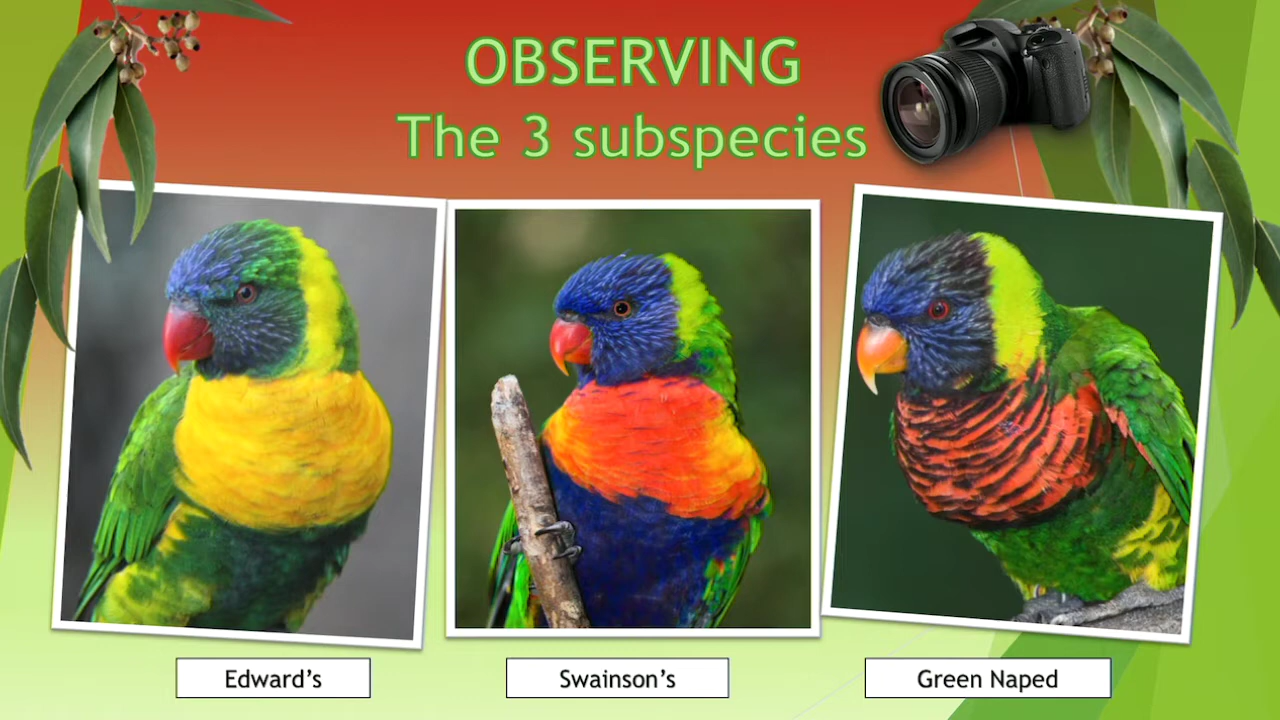 OBSERVING
The 3 subspecies
Edward's
Swainson's
Green Naped